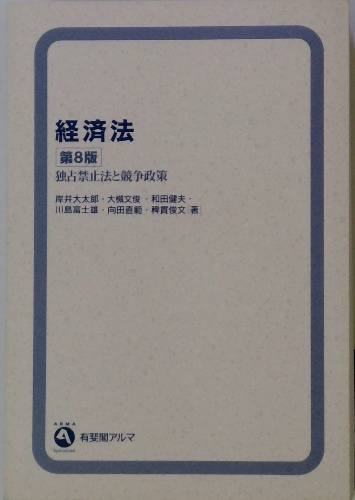 経済法
第8版
独占禁止法と競争政策
岸井大太郎・大槻文俊・和田健夫・
川島富士雄・向田直範・稗貫俊文 著
ARMA
有斐閣アルマ
Specialized